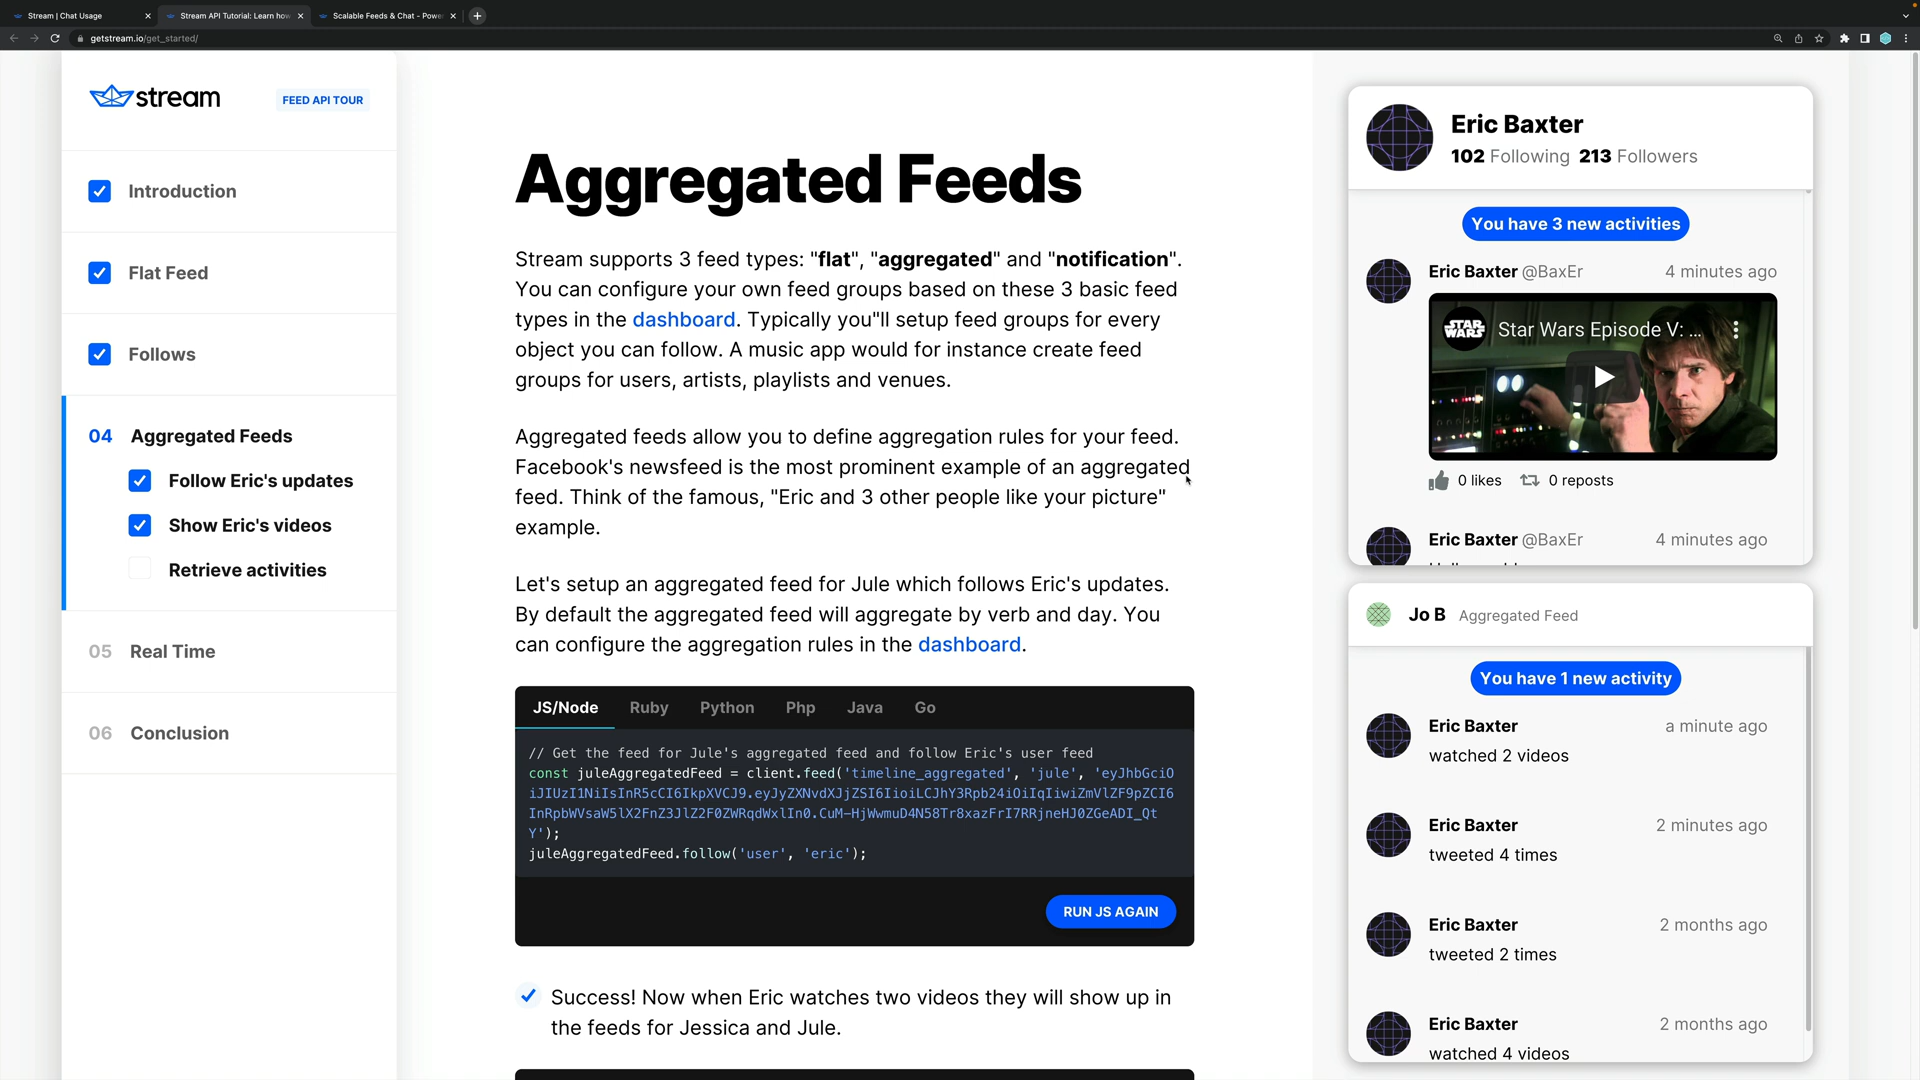 Stream | Chat Usage
Stream API Tutorial: Learn how
Scalable Feeds & Chat - Powe
getstream.io/get_started/
stream
FEED API TOUR
Introduction
Flat Feed
Follows
04 Aggregated Feeds
Follow Eric's updates
Show Eric's videos
Retrieve activities
05 Real Time
06 Conclusion
Aggregated Feeds
Stream supports 3 feed types: "flat", "aggregated" and "notification".
You can configure your own feed groups based on these 3 basic feed
types in the dashboard. Typically you"ll setup feed groups for every
object you can follow. A music app would for instance create feed
groups for users, artists, playlists and venues.
Aggregated feeds allow you to define aggregation rules for your feed.
Facebook's newsfeed is the most prominent example of an aggregated
feed. Think of the famous, "Eric and 3 other people like your picture"
example.
Let's setup an aggregated feed for Jule which follows Eric's updates.
By default the aggregated feed will aggregate by verb and day. You
can configure the aggregation rules in the dashboard.
JS/Node Ruby Python Php Java Go
// Get the feed for Jule's aggregated feed and follow Eric's user feed
const juleAggregatedFeed = client.feed('timeline_aggregated', 'jule', 'eyJhbGciO
iJIUzI1NiIsInR5cCI6IkpXVCJ9.eyJyZXNvdXJjZSI6IioiLCJhY3Rpb24iOiIqIiwiZmVlZF9pZCI6
InRpbWVsaW5lX2FnZ3JlZ2F0ZWRqdWxlIn0.CuM-HjWwmuD4N58Tr8xazFrI7RRjneHJ0ZGeADI_Qt
Y');
juleAggregatedFeed.follow('user', 'eric');
RUN JS AGAIN
Success! Now when Eric watches two videos they will show up in
the feeds for Jessica and Jule.
Eric Baxter
102 Following 213 Followers
You have 3 new activities
Eric Baxter @BaxEr 4 minutes ago
STAR WARS
Star Wars Episode V: ...
0 likes 0 reposts
Eric Baxter @BaxEr 4 minutes ago
Jo B Aggregated Feed
You have 1 new activity
Eric Baxter a minute ago
watched 2 videos
Eric Baxter 2 minutes ago
tweeted 4 times
Eric Baxter 2 months ago
tweeted 2 times
Eric Baxter 2 months ago
watched 4 videos